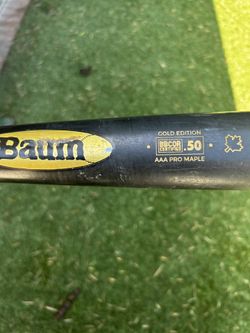 Baum
GOLD EDITION
BBCOR CERTIFIED .50
AAA PRO MAPLE